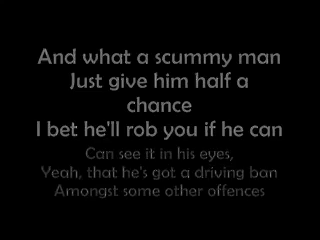 And what a scummy man
Just give him half a
chance
I bet he'll rob you if he can
Can see it in his eyes,
Yeah, that he's got a driving ban
Amongst some other offences